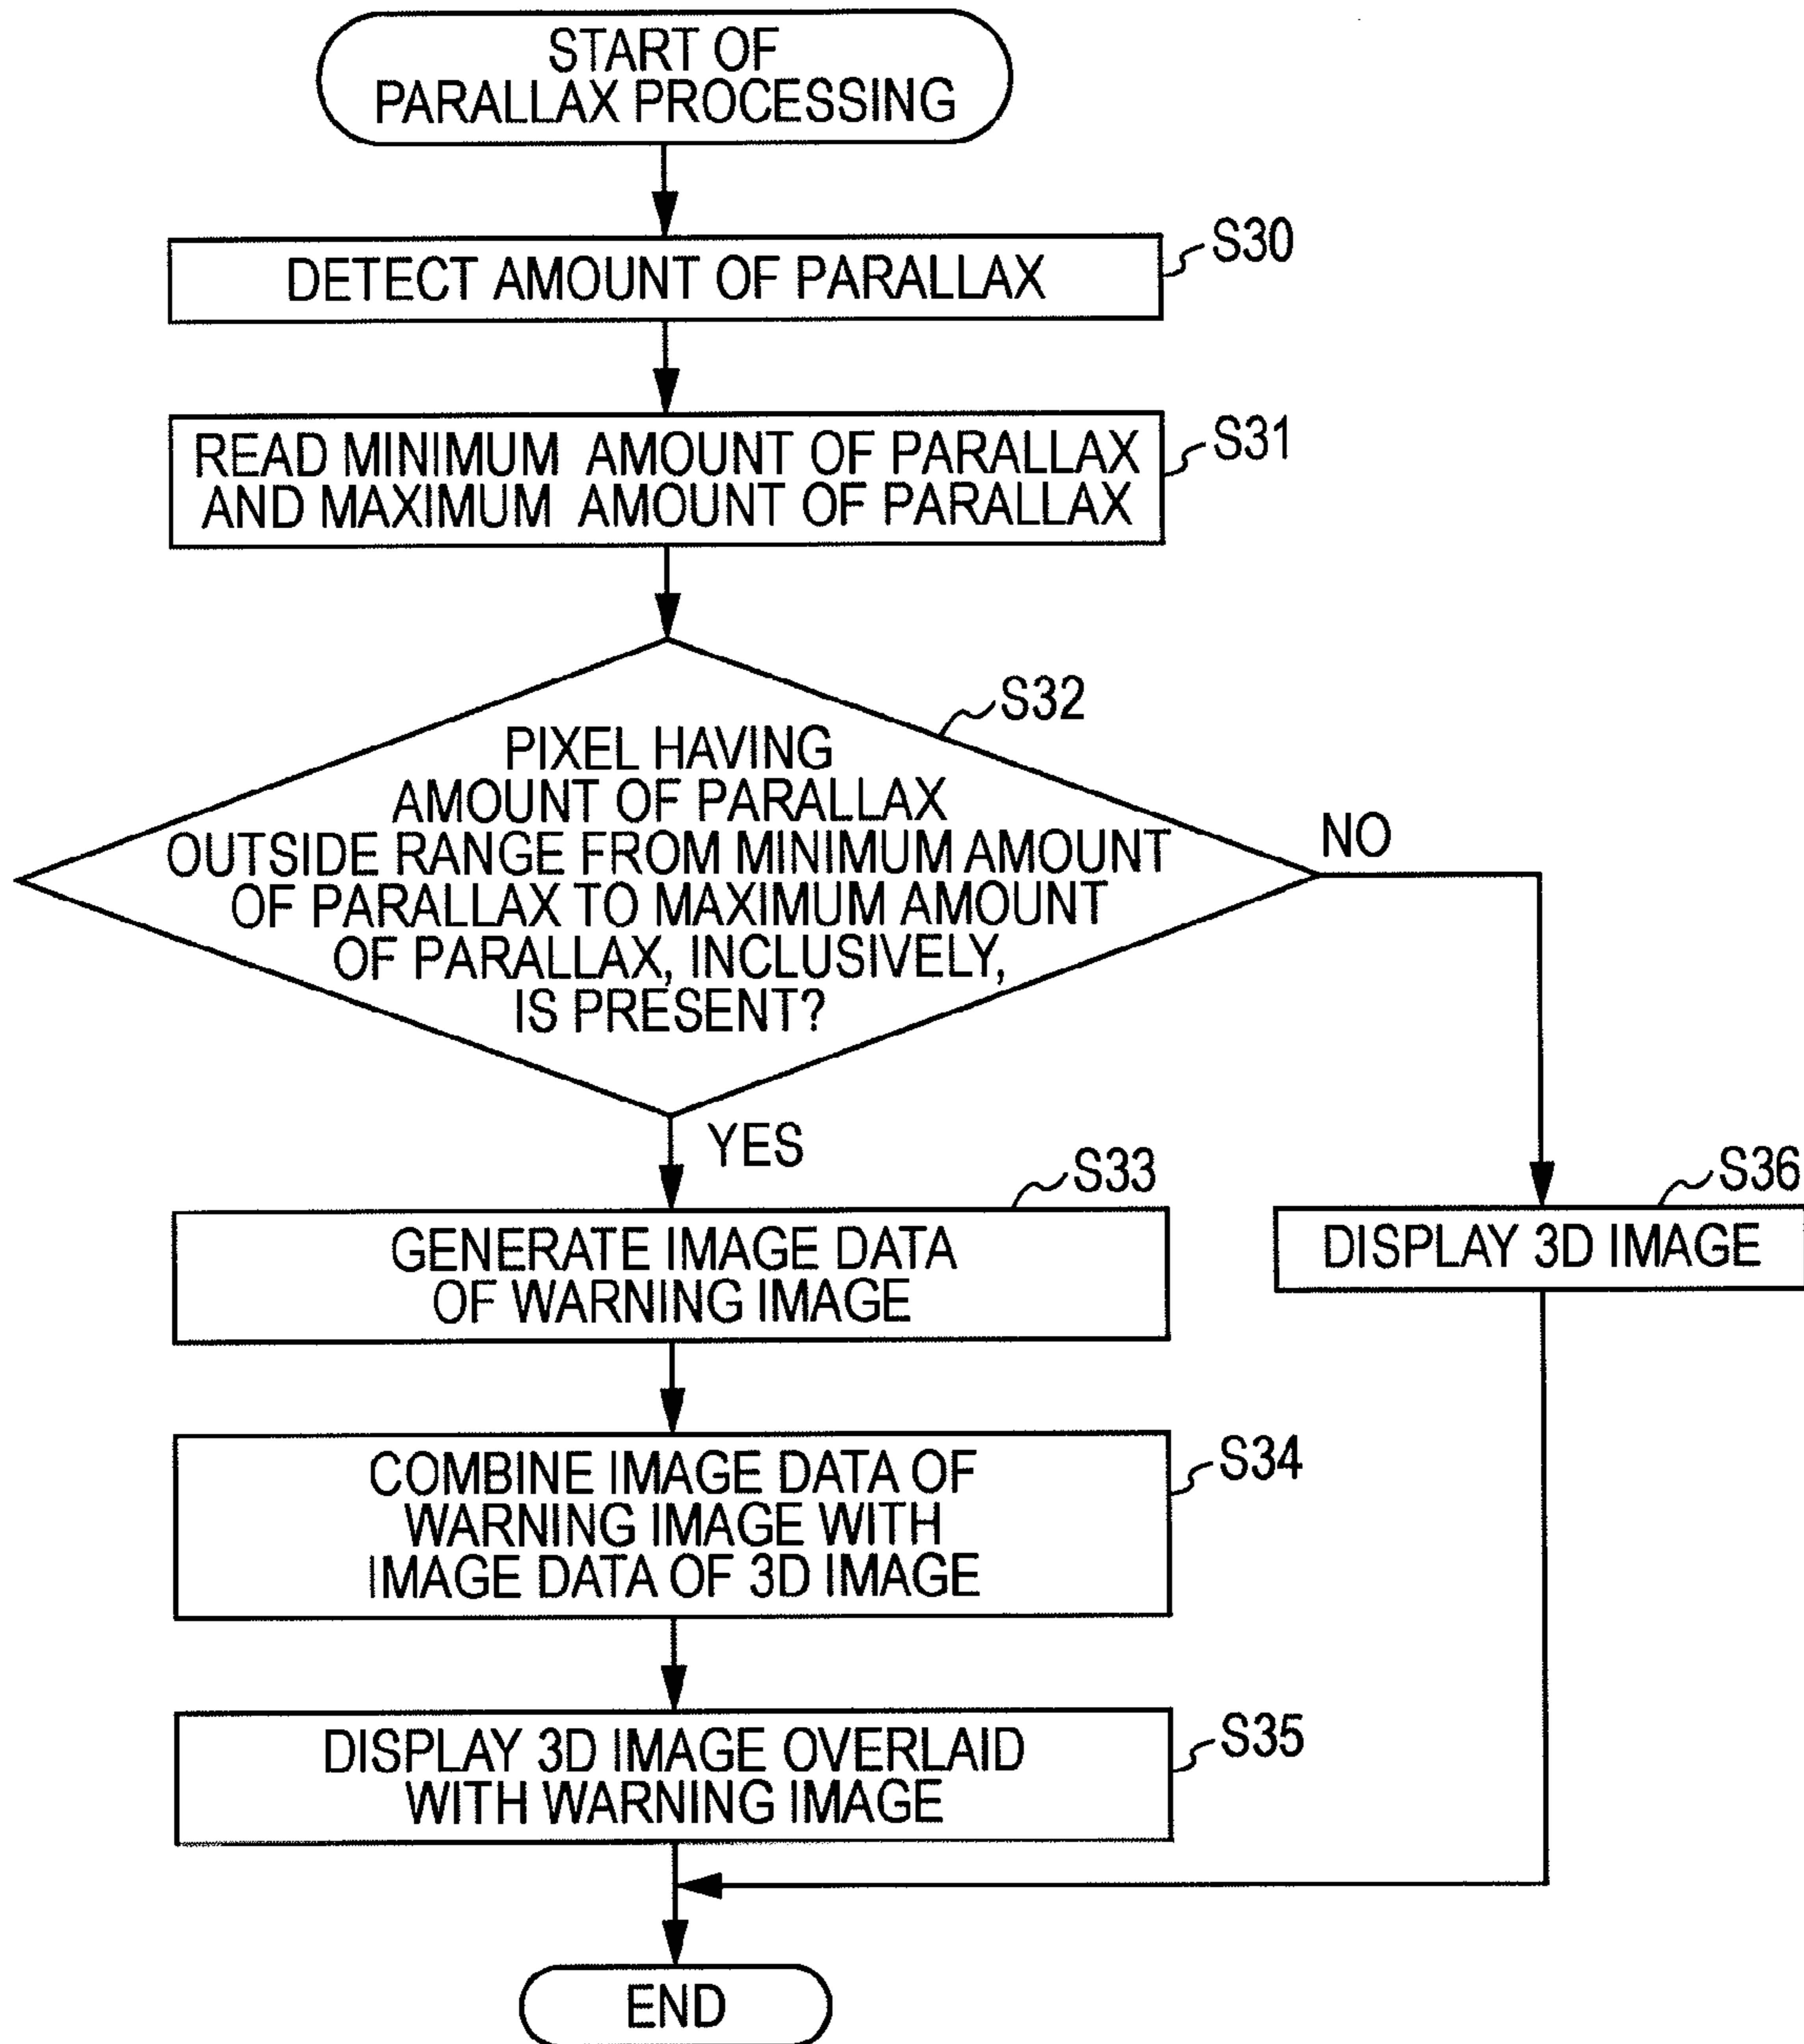 START OF
PARALLAX PROCESSING
S30
DETECT AMOUNT OF PARALLAX
S31
READ MINIMUM AMOUNT OF PARALLAX
AND MAXIMUM AMOUNT OF PARALLAX
S32
PIXEL HAVING
AMOUNT OF PARALLAX
OUTSIDE RANGE FROM MINIMUM AMOUNT
OF PARALLAX TO MAXIMUM AMOUNT
OF PARALLAX, INCLUSIVELY,
IS PRESENT?
NO
YES
S33
GENERATE IMAGE DATA
OF WARNING IMAGE
S36
DISPLAY 3D IMAGE
S34
COMBINE IMAGE DATA OF
WARNING IMAGE WITH
IMAGE DATA OF 3D IMAGE
S35
DISPLAY 3D IMAGE OVERLAID
WITH WARNING IMAGE
END